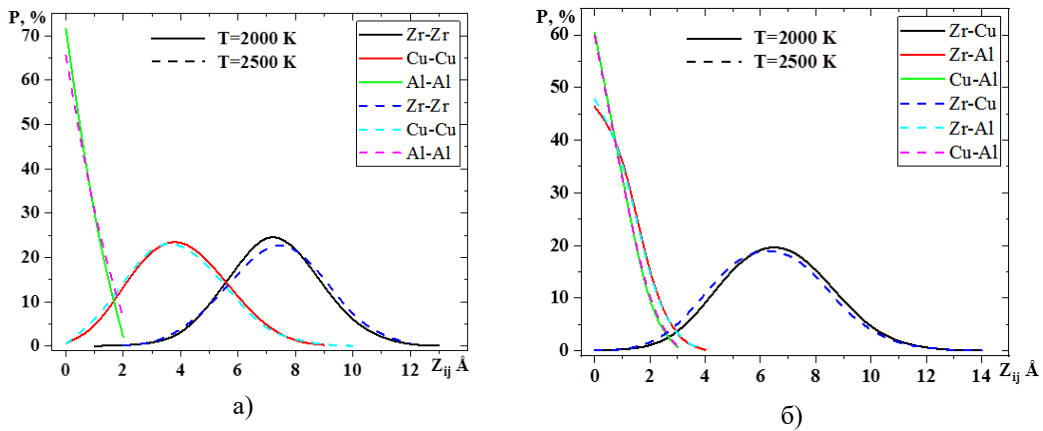 P, %
70
60
50
40
30
20
10
0
0 2 4 6 8 10 12
Z_ij Å
T=2000 K
T=2500 K
Zr-Zr
Cu-Cu
Al-Al
Zr-Zr
Cu-Cu
Al-Al
а)
P, %
60
50
40
30
20
10
0
0 2 4 6 8 10 12 14
Z_ij Å
T=2000 K
T=2500 K
Zr-Cu
Zr-Al
Cu-Al
Zr-Cu
Zr-Al
Cu-Al
б)